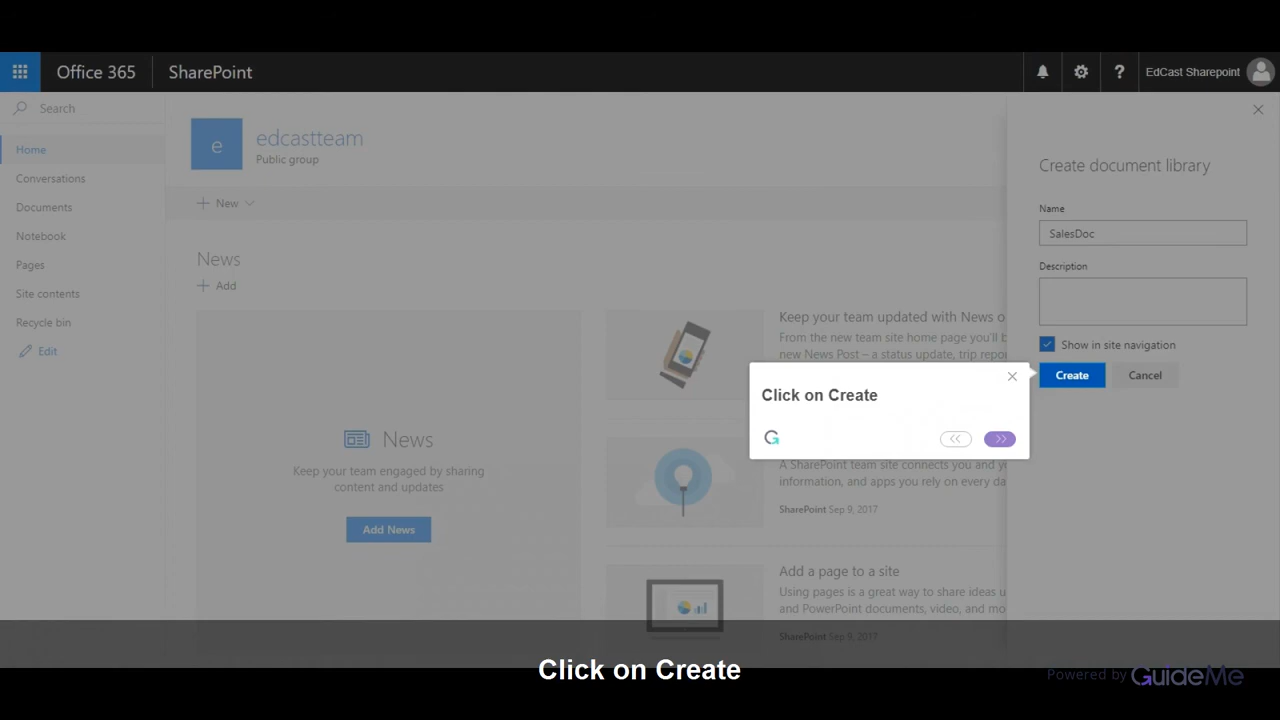 Office 365
SharePoint
EdCast Sharepoint
Search
Home
Conversations
Documents
Notebook
Pages
Site contents
Recycle bin
Edit
e
edcastteam
Public group
New
News
Add
News
Keep your team engaged by sharing
content and updates
Add News
Keep your team updated with News o
From the new team site home page you'll b
new News Post – a status update, trip repor
A SharePoint team site connects you and y
information, and apps you rely on every da
SharePoint Sep 9, 2017
Add a page to a site
Using pages is a great way to share ideas u
and PowerPoint documents, video, and mo
SharePoint Sep 9, 2017
Create document library
Name
SalesDoc
Description
Show in site navigation
Create
Cancel
Click on Create
Click on Create
Powered by GuideMe